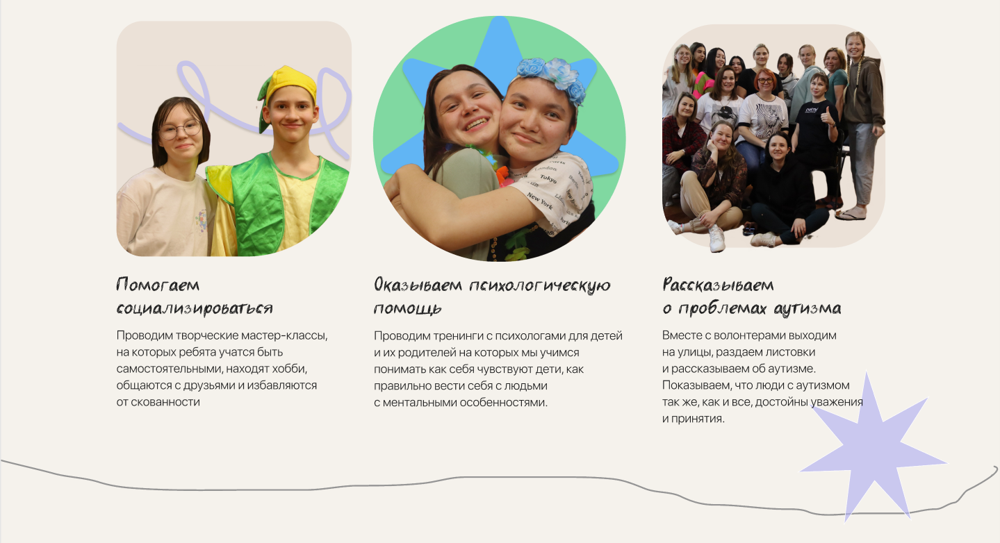 Tokyo
New York
Помогаем
социализироваться
Проводим творческие мастер-классы,
на которых ребята учатся быть
самостоятельными, находят хобби,
общаются с друзьями и избавляются
от скованности
Оказываем психологическую
помощь
Проводим тренинги с психологами для детей
и их родителей на которых мы учимся
понимать как себя чувствуют дети, как
правильно вести себя с людьми
с ментальными особенностями.
Рассказываем
о проблемах аутизма
Вместе с волонтерами выходим
на улицы, раздаем листовки
и рассказываем об аутизме.
Показываем, что люди с аутизмом
так же, как и все, достойны уважения
и принятия.